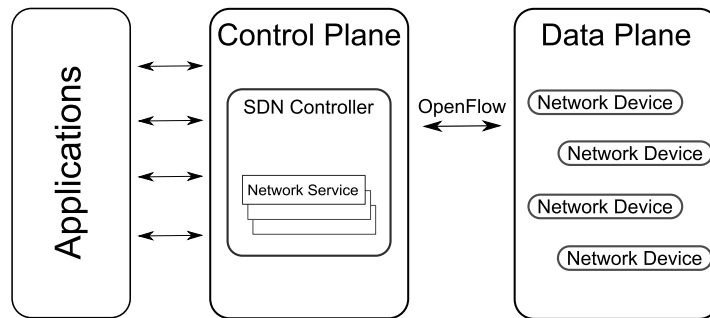 Applications
Control Plane
SDN Controller
Network Service
OpenFlow
Data Plane
Network Device
Network Device
Network Device
Network Device